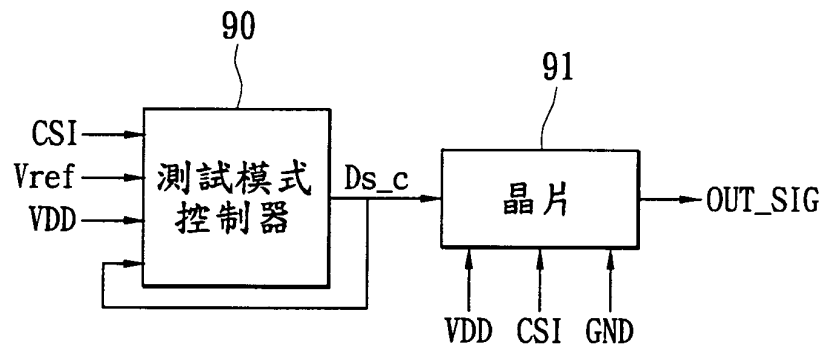 90
91
CSI
Vref
VDD
測試模式
控制器
Ds_c
晶片
OUT_SIG
VDD CSI GND